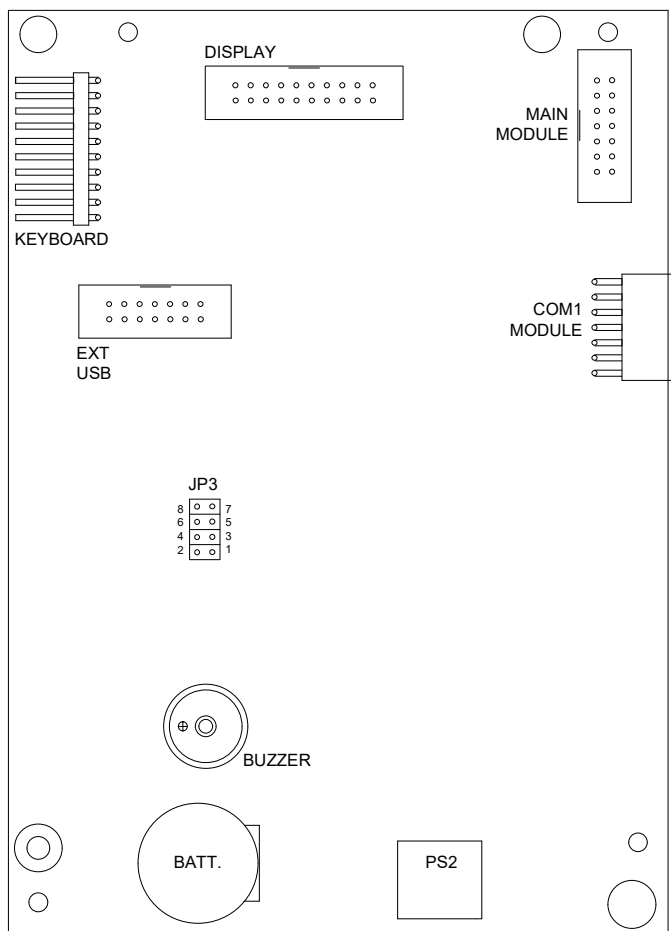 DISPLAY
MAIN
MODULE
KEYBOARD
COM1
MODULE
EXT
USB
JP3
8 7
6 5
4 3
2 1
BUZZER
BATT.
PS2